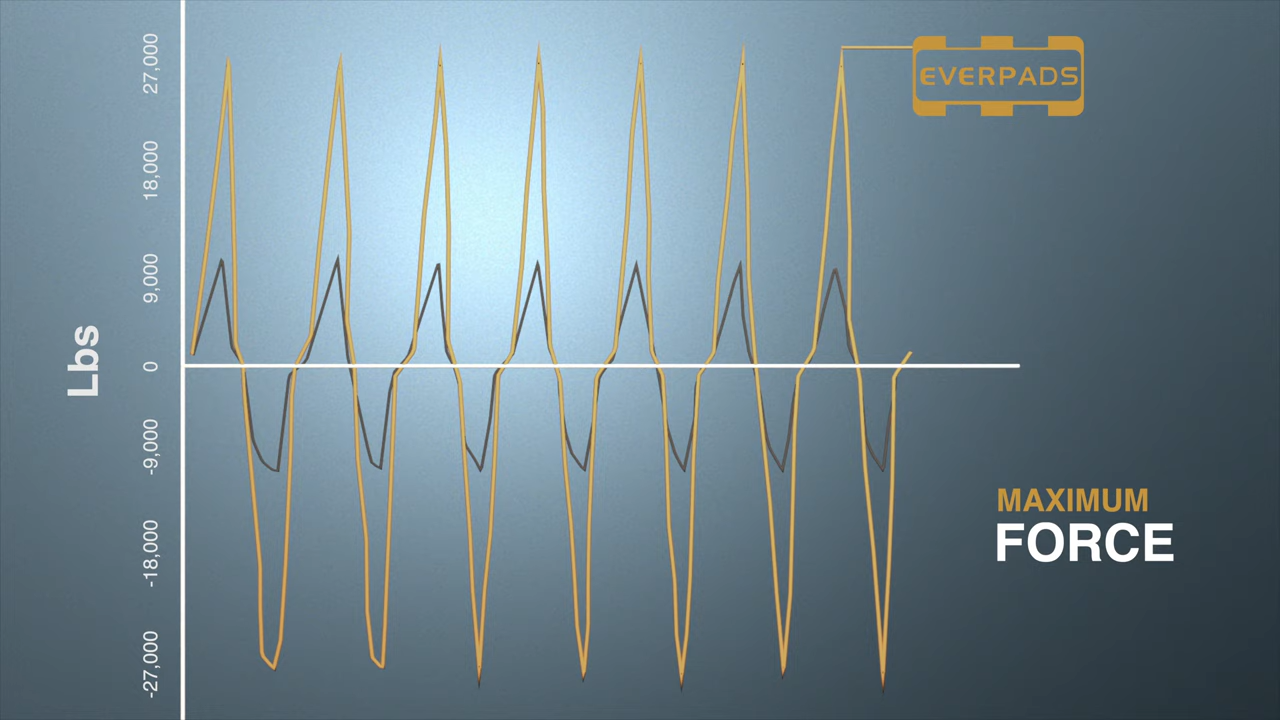 27,000
18,000
9,000
0
-9,000
-18,000
-27,000
Lbs
EVERPADS
MAXIMUM
FORCE